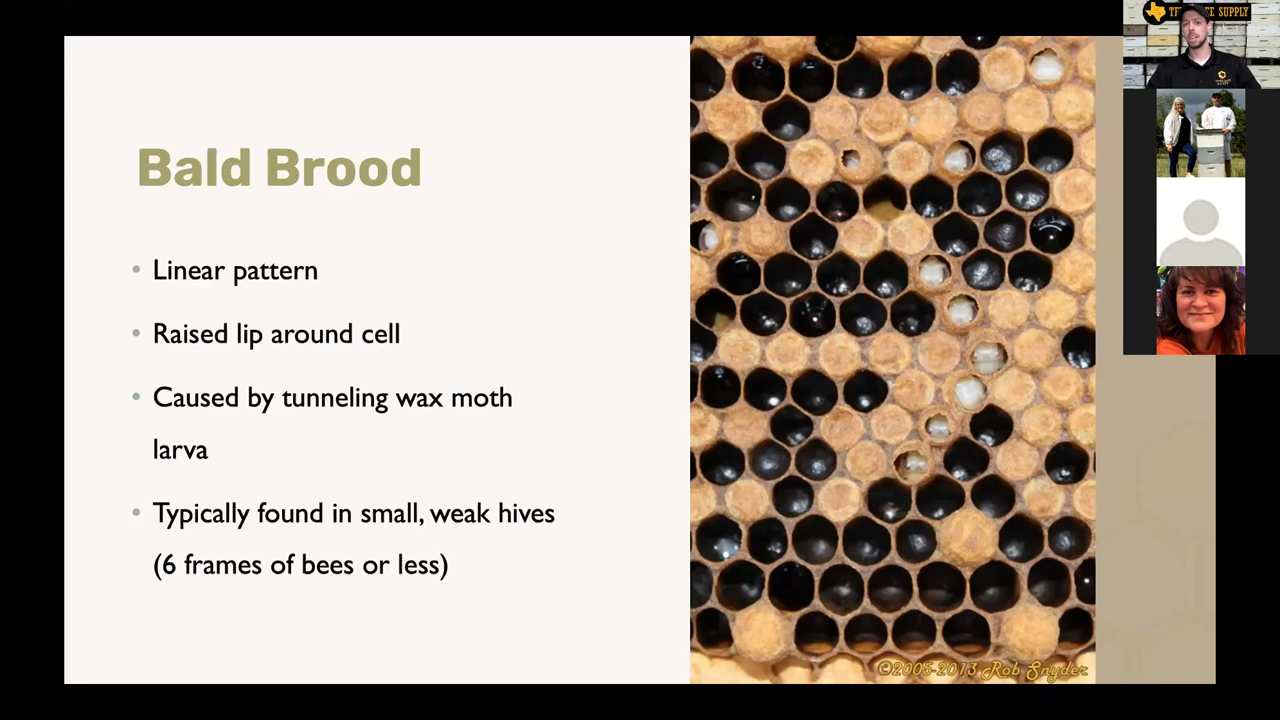 Bald Brood
Linear pattern
Raised lip around cell
Caused by tunneling wax moth
larva
Typically found in small, weak hives
(6 frames of bees or less)
©2005-2013 Rob Snyder
SUPPLY